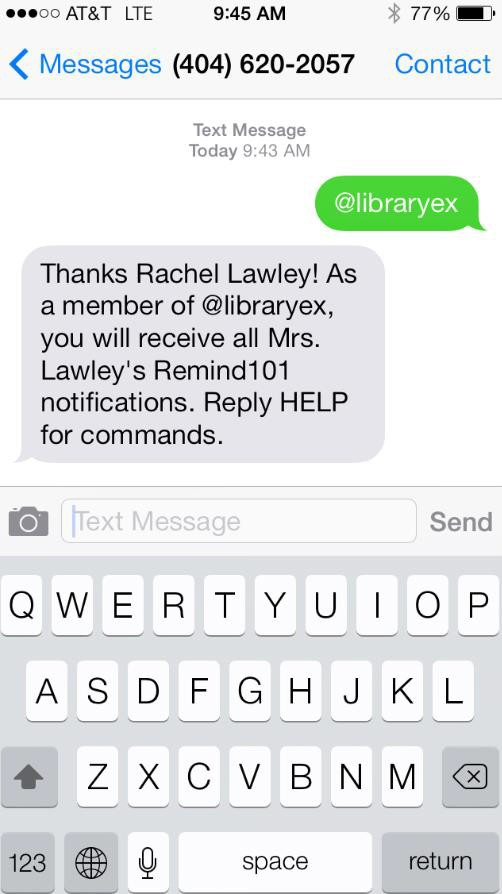 AT&T LTE 9:45 AM 77%
Messages (404) 620-2057 Contact
Text Message
Today 9:43 AM
@libraryex
Thanks Rachel Lawley! As
a member of @libraryex,
you will receive all Mrs.
Lawley's Remind101
notifications. Reply HELP
for commands.
Text Message Send
Q W E R T Y U I O P
A S D F G H J K L
Z X C V B N M
123 space return